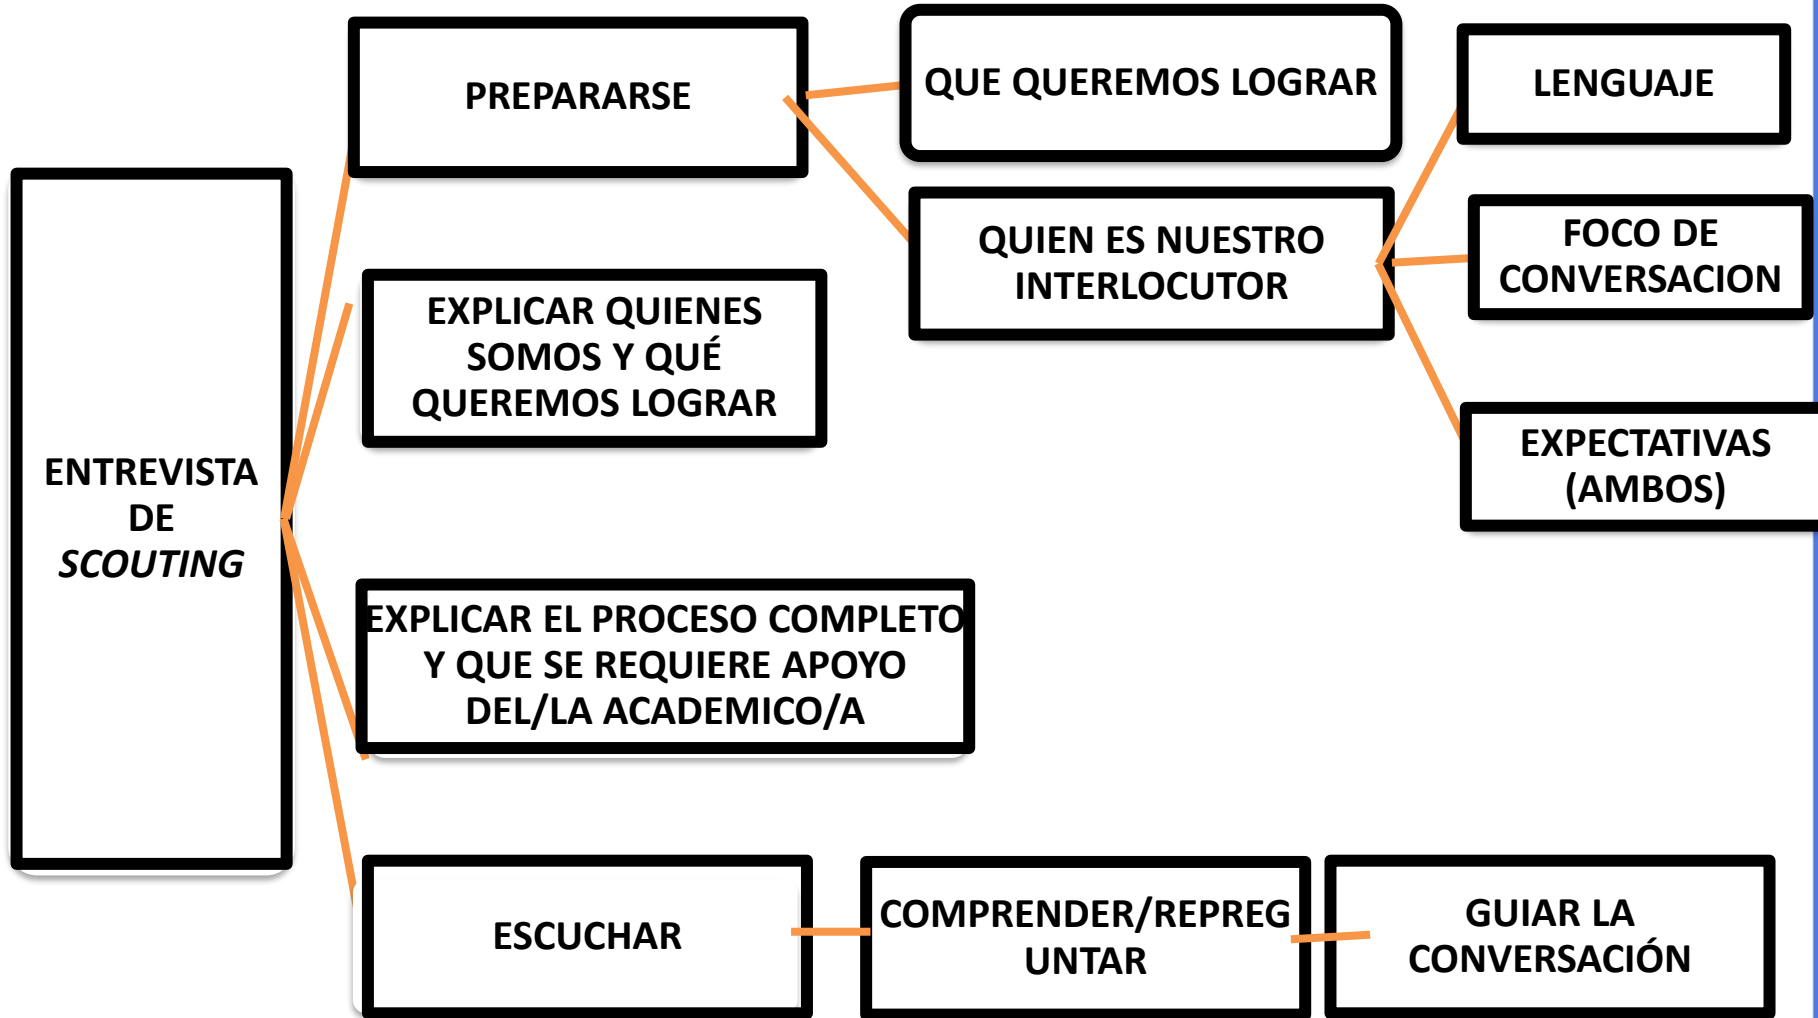 PREPARARSE
QUE QUEREMOS LOGRAR
LENGUAJE
QUIEN ES NUESTRO
INTERLOCUTOR
FOCO DE
CONVERSACION
EXPECTATIVAS
(AMBOS)
ENTREVISTA
DE
SCOUTING
EXPLICAR QUIENES
SOMOS Y QUÉ
QUEREMOS LOGRAR
EXPLICAR EL PROCESO COMPLETO
Y QUE SE REQUIERE APOYO
DEL/LA ACADEMICO/A
ESCUCHAR
COMPRENDER/REPREG
UNTAR
GUIAR LA
CONVERSACIÓN